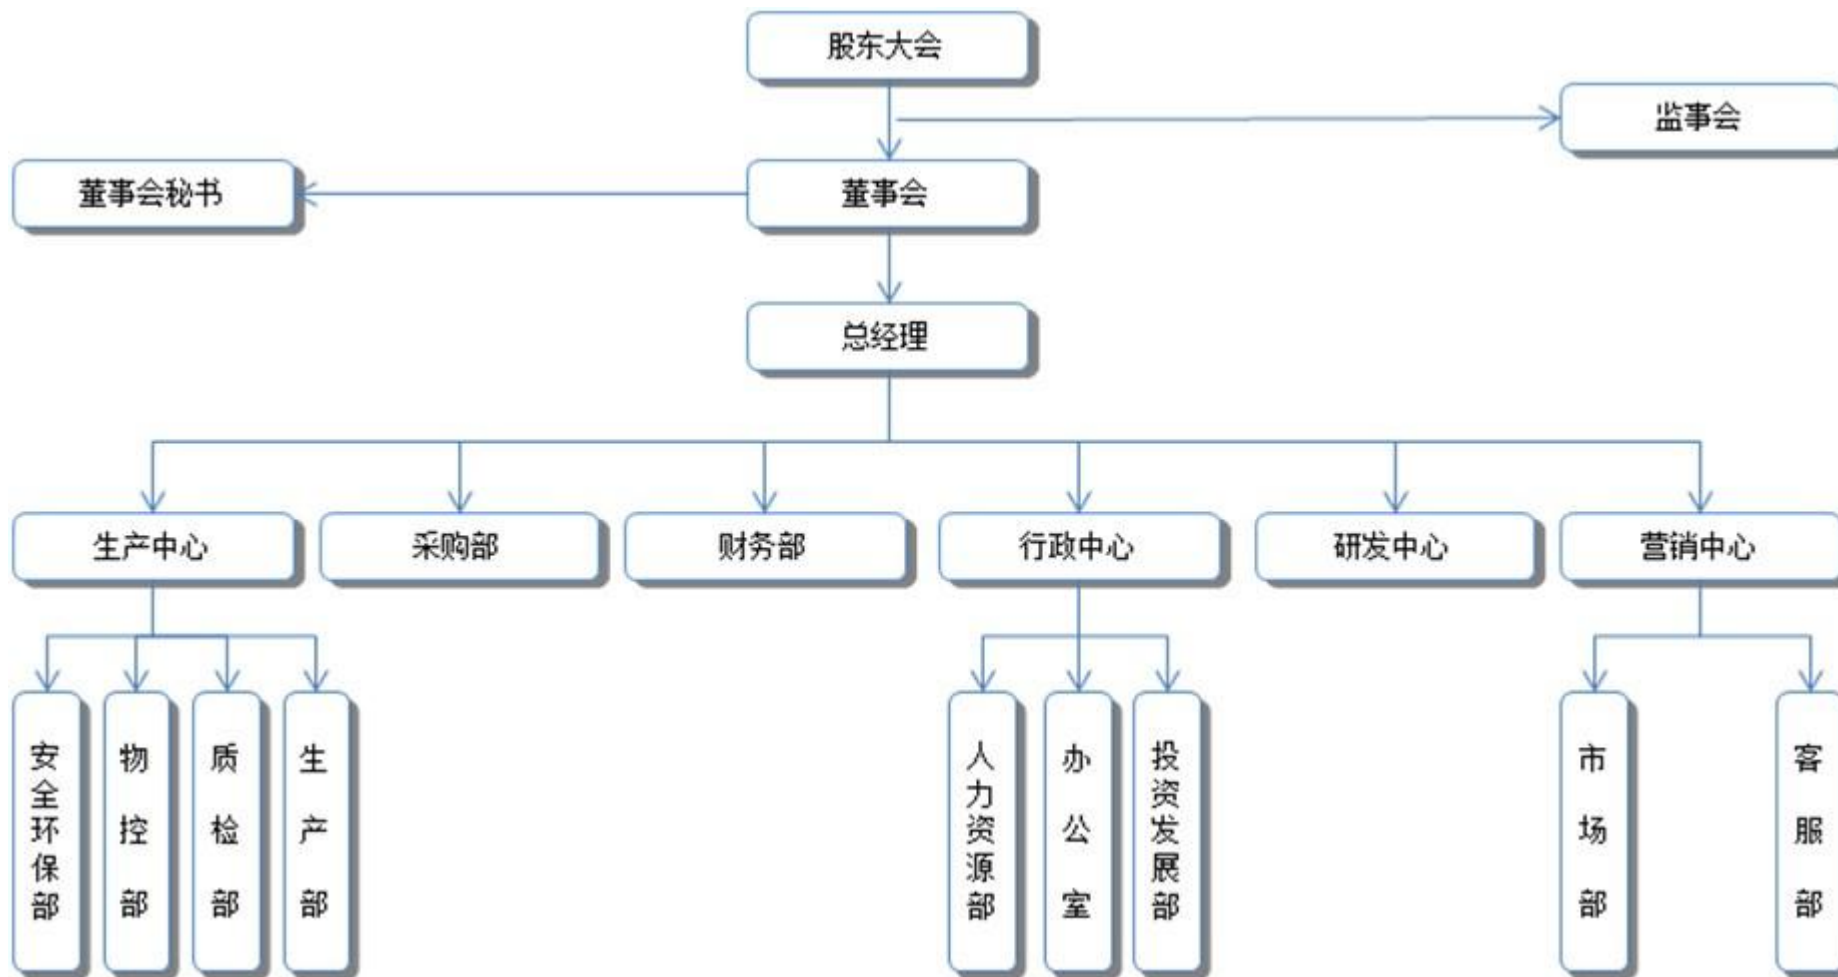 股东大会
监事会
董事会秘书
董事会
总经理
生产中心
采购部
财务部
行政中心
研发中心
营销中心
安全环保部
物控部
质检部
生产部
人力资源部
办公室
投资发展部
市场部
客服部